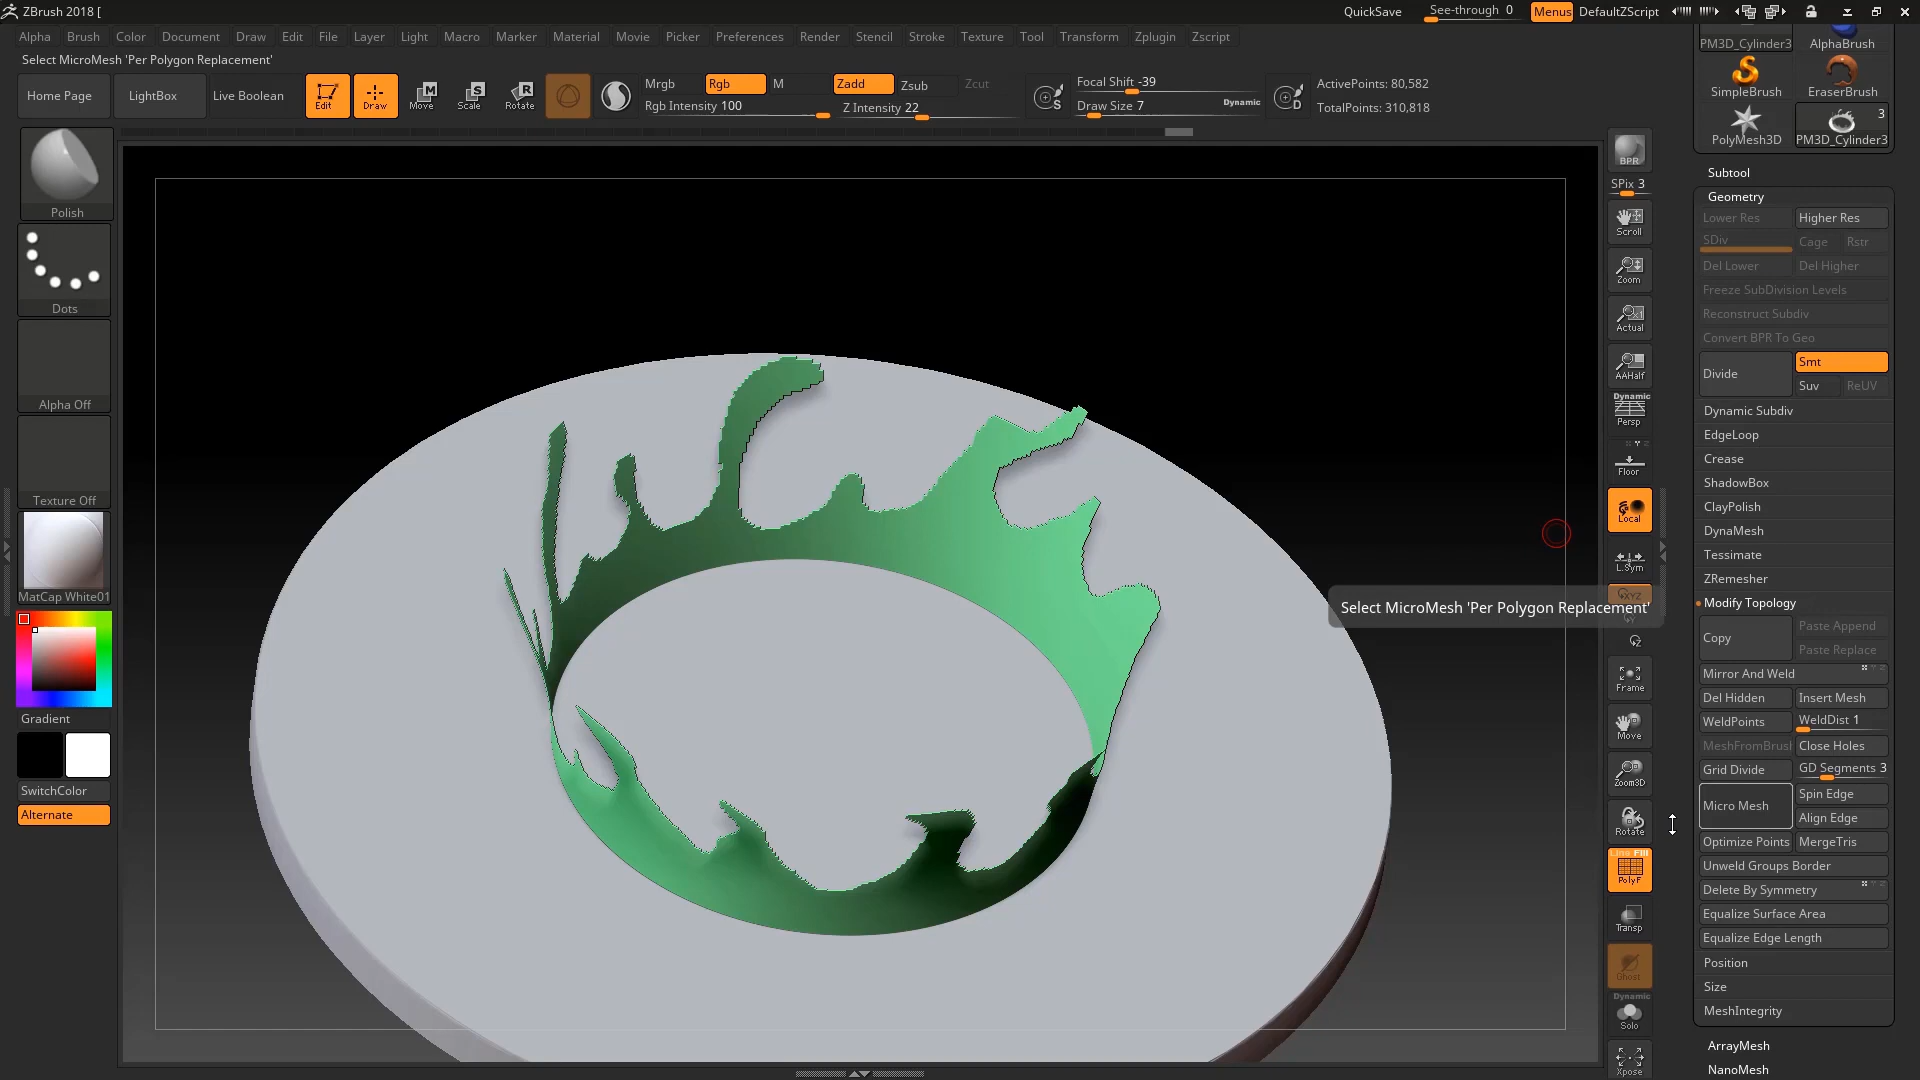 ZBrush 2018 [
QuickSave
See-through 0
Menus
DefaultZScript
Alpha Brush Color Document Draw Edit File Layer Light Macro Marker Material Movie Picker Preferences Render Stencil Stroke Texture Tool Transform Zplugin Zscript
Select MicroMesh 'Per Polygon Replacement'
Home Page
LightBox
Live Boolean
Edit
Draw
Move
Scale
Rotate
Mrgb
Rgb
M
Rgb Intensity 100
Zadd
Zsub
Zcut
Z Intensity 22
S
Focal Shift -39
Draw Size 7
Dynamic
D
ActivePoints: 80,582
TotalPoints: 310,818
Polish
Dots
Alpha Off
Texture Off
MatCap White01
Gradient
SwitchColor
Alternate
BPR
SPix 3
Scroll
Zoom
Actual
AAHalf
Dynamic
Persp
Floor
Local
L.Sym
Frame
Move
Zoom3D
Rotate
Line Fill
PolyF
Transp
Ghost
Dynamic
Solo
Xpose
Select MicroMesh 'Per Polygon Replacement'
PM3D_Cylinder3
AlphaBrush
SimpleBrush
EraserBrush
PolyMesh3D
3
PM3D_Cylinder3
Subtool
Geometry
Lower Res
Higher Res
SDiv
Cage
Rstr
Del Lower
Del Higher
Freeze SubDivision Levels
Reconstruct Subdiv
Convert BPR To Geo
Divide
Smt
Suv
ReUV
Dynamic Subdiv
EdgeLoop
Crease
ShadowBox
ClayPolish
DynaMesh
Tessimate
ZRemesher
Modify Topology
Copy
Paste Append
Paste Replace
Mirror And Weld
Del Hidden
Insert Mesh
WeldPoints
WeldDist 1
MeshFromBrus
Close Holes
Grid Divide
GD Segments 3
Micro Mesh
Spin Edge
Align Edge
Optimize Points
MergeTris
Unweld Groups Border
Delete By Symmetry
Equalize Surface Area
Equalize Edge Length
Position
Size
MeshIntegrity
ArrayMesh
NanoMesh